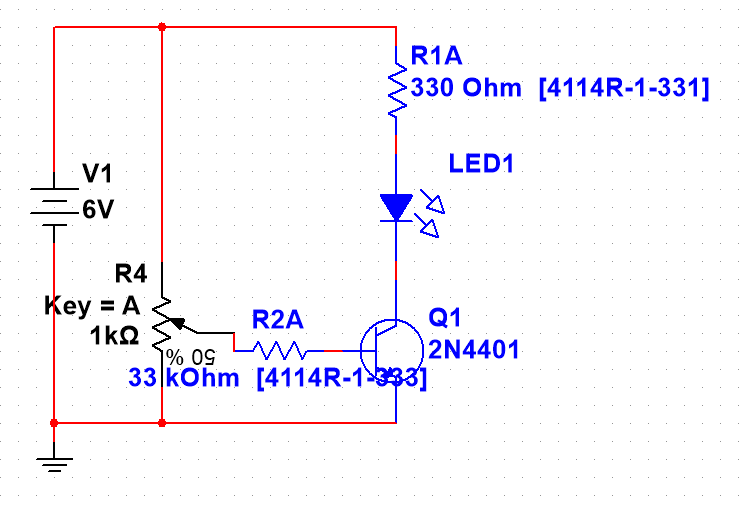 R1A
330 Ohm  [4114R-1-331]
LED1
V1
6V
R4
Key = A
1kΩ
50 %
R2A
33 kOhm  [4114R-1-333]
Q1
2N4401